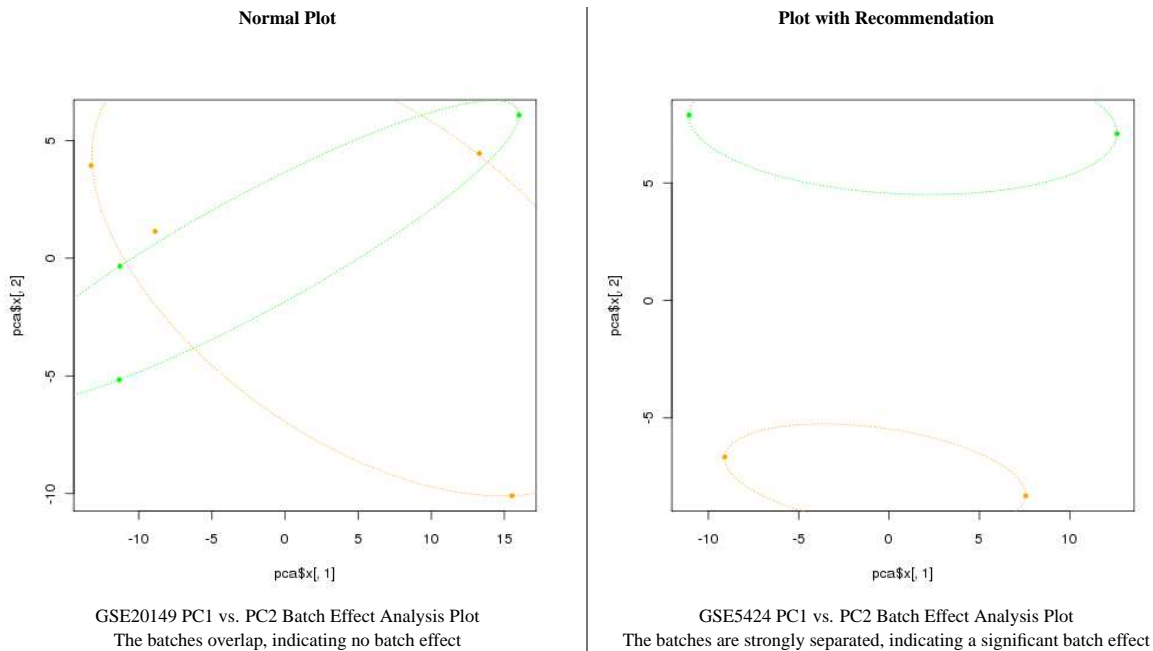 Normal Plot
5
0
-5
-10
pca$x[, 2]
-10 -5 0 5 10 15
pca$x[, 1]
GSE20149 PC1 vs. PC2 Batch Effect Analysis Plot
The batches overlap, indicating no batch effect
Plot with Recommendation
5
0
-5
pca$x[, 2]
-10 -5 0 5 10
pca$x[, 1]
GSE5424 PC1 vs. PC2 Batch Effect Analysis Plot
The batches are strongly separated, indicating a significant batch effect